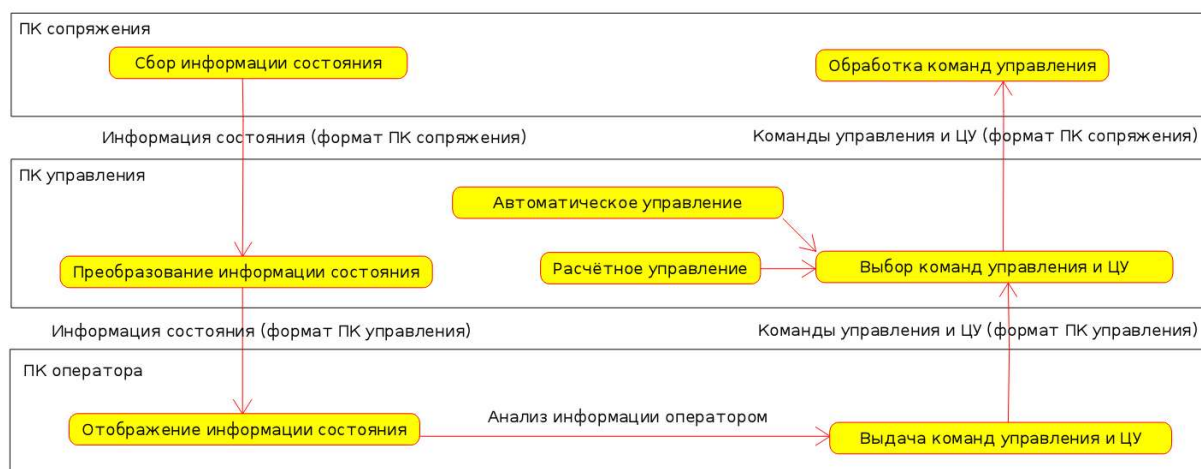 ПК сопряжения
Сбор информации состояния
Обработка команд управления
Информация состояния (формат ПК сопряжения)
Команды управления и ЦУ (формат ПК сопряжения)
ПК управления
Автоматическое управление
Преобразование информации состояния
Расчётное управление
Выбор команд управления и ЦУ
Информация состояния (формат ПК управления)
Команды управления и ЦУ (формат ПК управления)
ПК оператора
Отображение информации состояния
Анализ информации оператором
Выдача команд управления и ЦУ